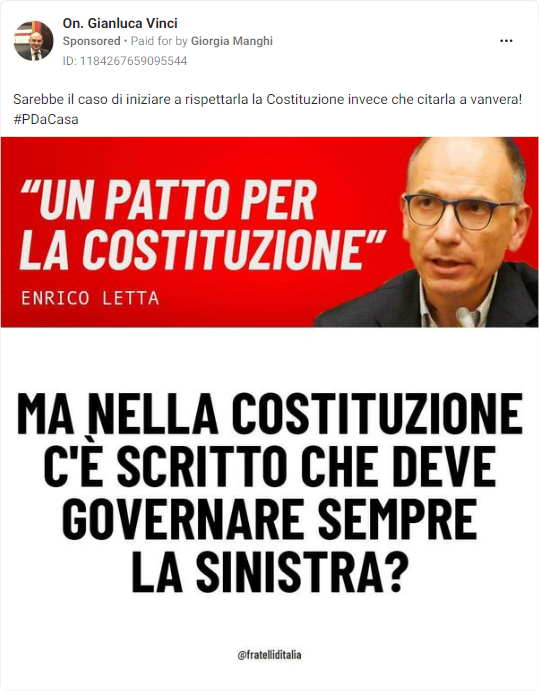 On. Gianluca Vinci
Sponsored • Paid for by Giorgia Manghi
ID: 1184267659095544
Sarebbe il caso di iniziare a rispettarla la Costituzione invece che citarla a vanvera!
#PDaCasa
“UN PATTO PER
LA COSTITUZIONE”
ENRICO LETTA
MA NELLA COSTITUZIONE
C'È SCRITTO CHE DEVE
GOVERNARE SEMPRE
LA SINISTRA?
@fratelliditalia